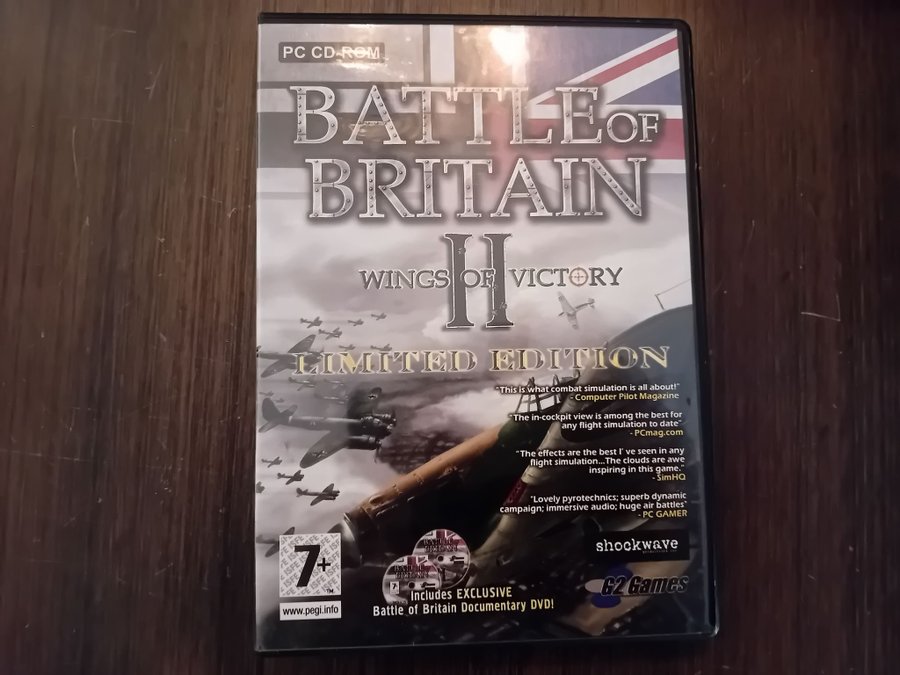 PC CD-ROM
BATTLE OF
BRITAIN
II
WINGS OF VICTORY
LIMITED EDITION
"This is what combat simulation is all about!"
- Computer Pilot Magazine
"The in-cockpit view is among the best for
any flight simulation to date"
- PCmag.com
"The effects are the best I' ve seen in any
flight simulation...The clouds are awe
inspiring in this game."
- SimHQ
"Lovely pyrotechnics; superb dynamic
campaign; immersive audio; huge air battles"
- PC GAMER
shockwave
7+
TM
www.pegi.info
Includes EXCLUSIVE
Battle of Britain Documentary DVD!
G2 Games